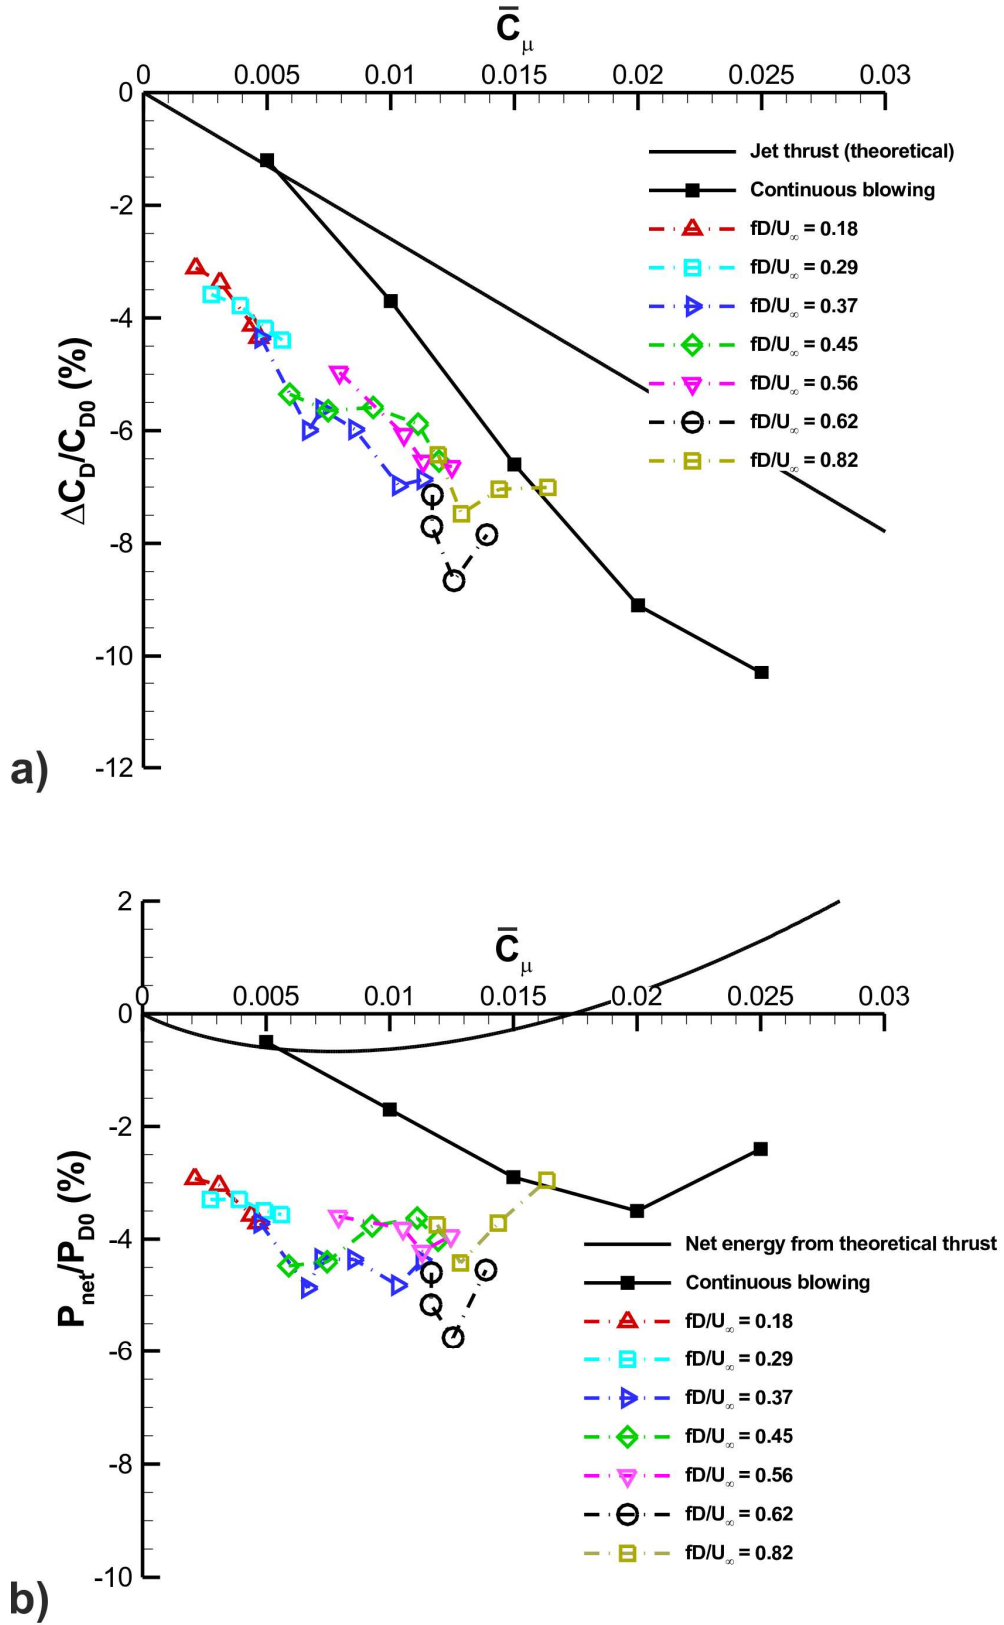 C̅μ
0 0.005 0.01 0.015 0.02 0.025 0.03
0
-2
-4
-6
-8
-10
-12
ΔC_D/C_D0 (%)
Jet thrust (theoretical)
Continuous blowing
fD/U∞ = 0.18
fD/U∞ = 0.29
fD/U∞ = 0.37
fD/U∞ = 0.45
fD/U∞ = 0.56
fD/U∞ = 0.62
fD/U∞ = 0.82
a)
C̅μ
0 0.005 0.01 0.015 0.02 0.025 0.03
2
0
-2
-4
-6
-8
-10
P_net/P_D0 (%)
Net energy from theoretical thrust
Continuous blowing
fD/U∞ = 0.18
fD/U∞ = 0.29
fD/U∞ = 0.37
fD/U∞ = 0.45
fD/U∞ = 0.56
fD/U∞ = 0.62
fD/U∞ = 0.82
b)